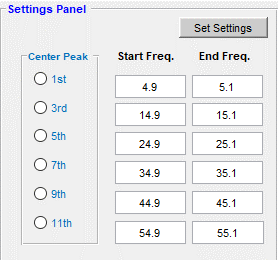 Settings Panel
Set Settings
Center Peak Start Freq. End Freq.
1st 4.9 5.1
3rd 14.9 15.1
5th 24.9 25.1
7th 34.9 35.1
9th 44.9 45.1
11th 54.9 55.1